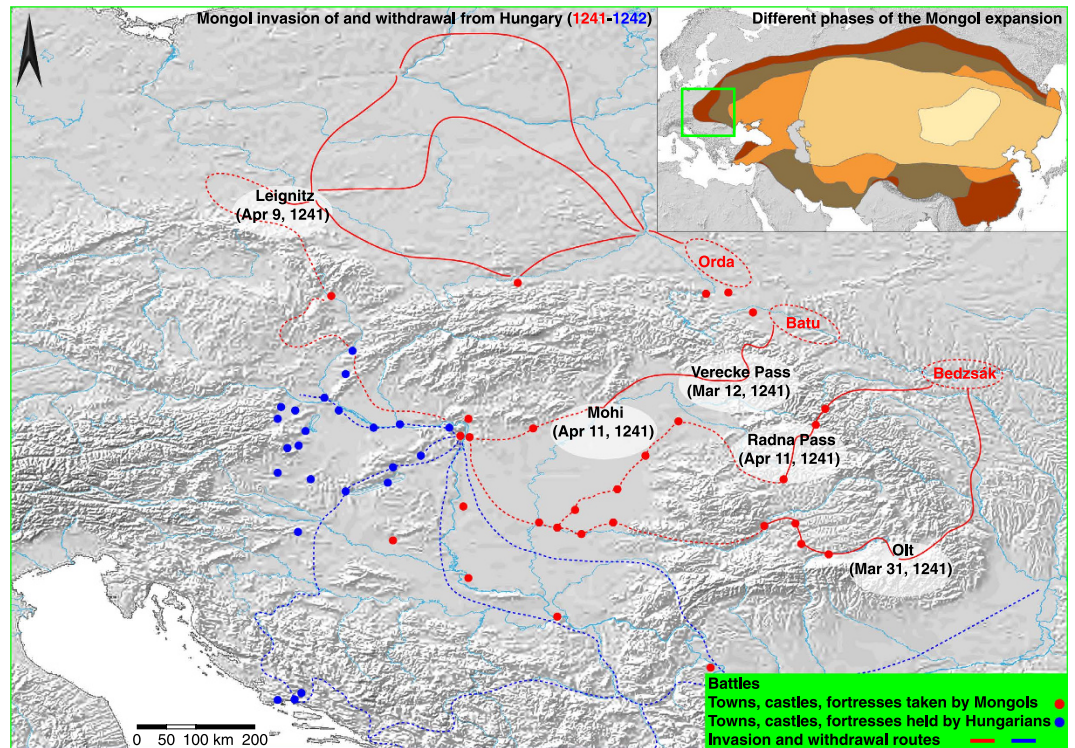 Mongol invasion of and withdrawal from Hungary (1241-1242)
Different phases of the Mongol expansion
Leignitz
(Apr 9, 1241)
Orda
Batu
Verecke Pass
(Mar 12, 1241)
Bedzsák
Mohi
(Apr 11, 1241)
Radna Pass
(Apr 11, 1241)
Olt
(Mar 31, 1241)
Battles
Towns, castles, fortresses taken by Mongols
Towns, castles, fortresses held by Hungarians
Invasion and withdrawal routes
0 50 100 km 200